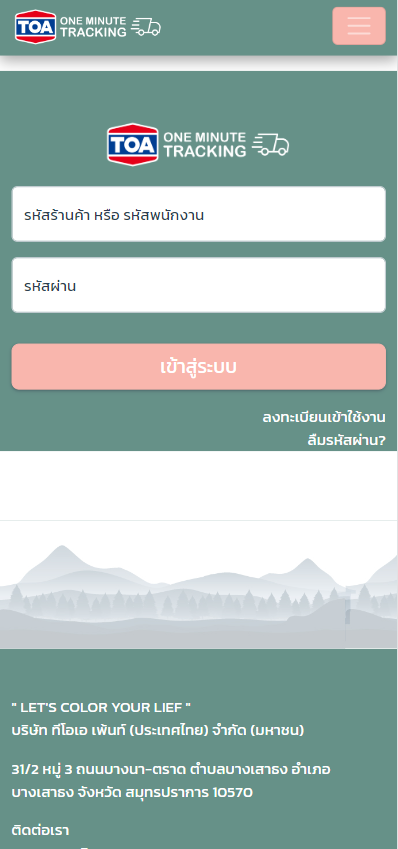 TOA ONE MINUTE TRACKING
TOA ONE MINUTE TRACKING
รหัสร้านค้า หรือ รหัสพนักงาน
รหัสผ่าน
เข้าสู่ระบบ
ลงทะเบียนเข้าใช้งาน
ลืมรหัสผ่าน?
" LET'S COLOR YOUR LIEF "
บริษัท ทีโอเอ เพ้นท์ (ประเทศไทย) จำกัด (มหาชน)
31/2 หมู่ 3 ถนนบางนา-ตราด ตำบลบางเสาธง อำเภอ
บางเสาธง จังหวัด สมุทรปราการ 10570
ติดต่อเรา